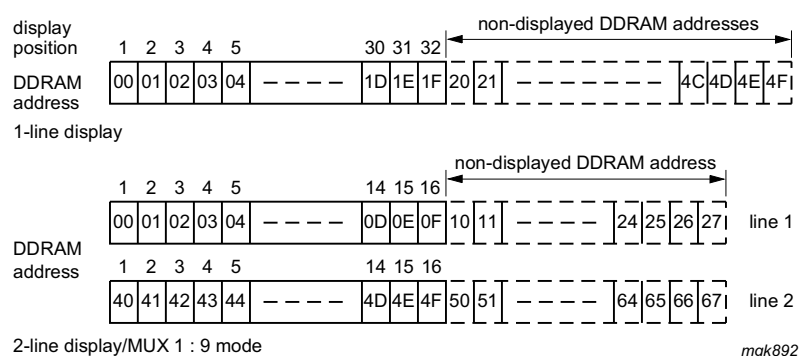 display position 1 2 3 4 5 30 31 32 non-displayed DDRAM addresses
DDRAM address 00 01 02 03 04 1D 1E 1F 20 21 4C 4D 4E 4F
1-line display
non-displayed DDRAM address
1 2 3 4 5 14 15 16
00 01 02 03 04 0D 0E 0F 10 11 24 25 26 27 line 1
DDRAM address
1 2 3 4 5 14 15 16
40 41 42 43 44 4D 4E 4F 50 51 64 65 66 67 line 2
2-line display/MUX 1 : 9 mode
mgk892